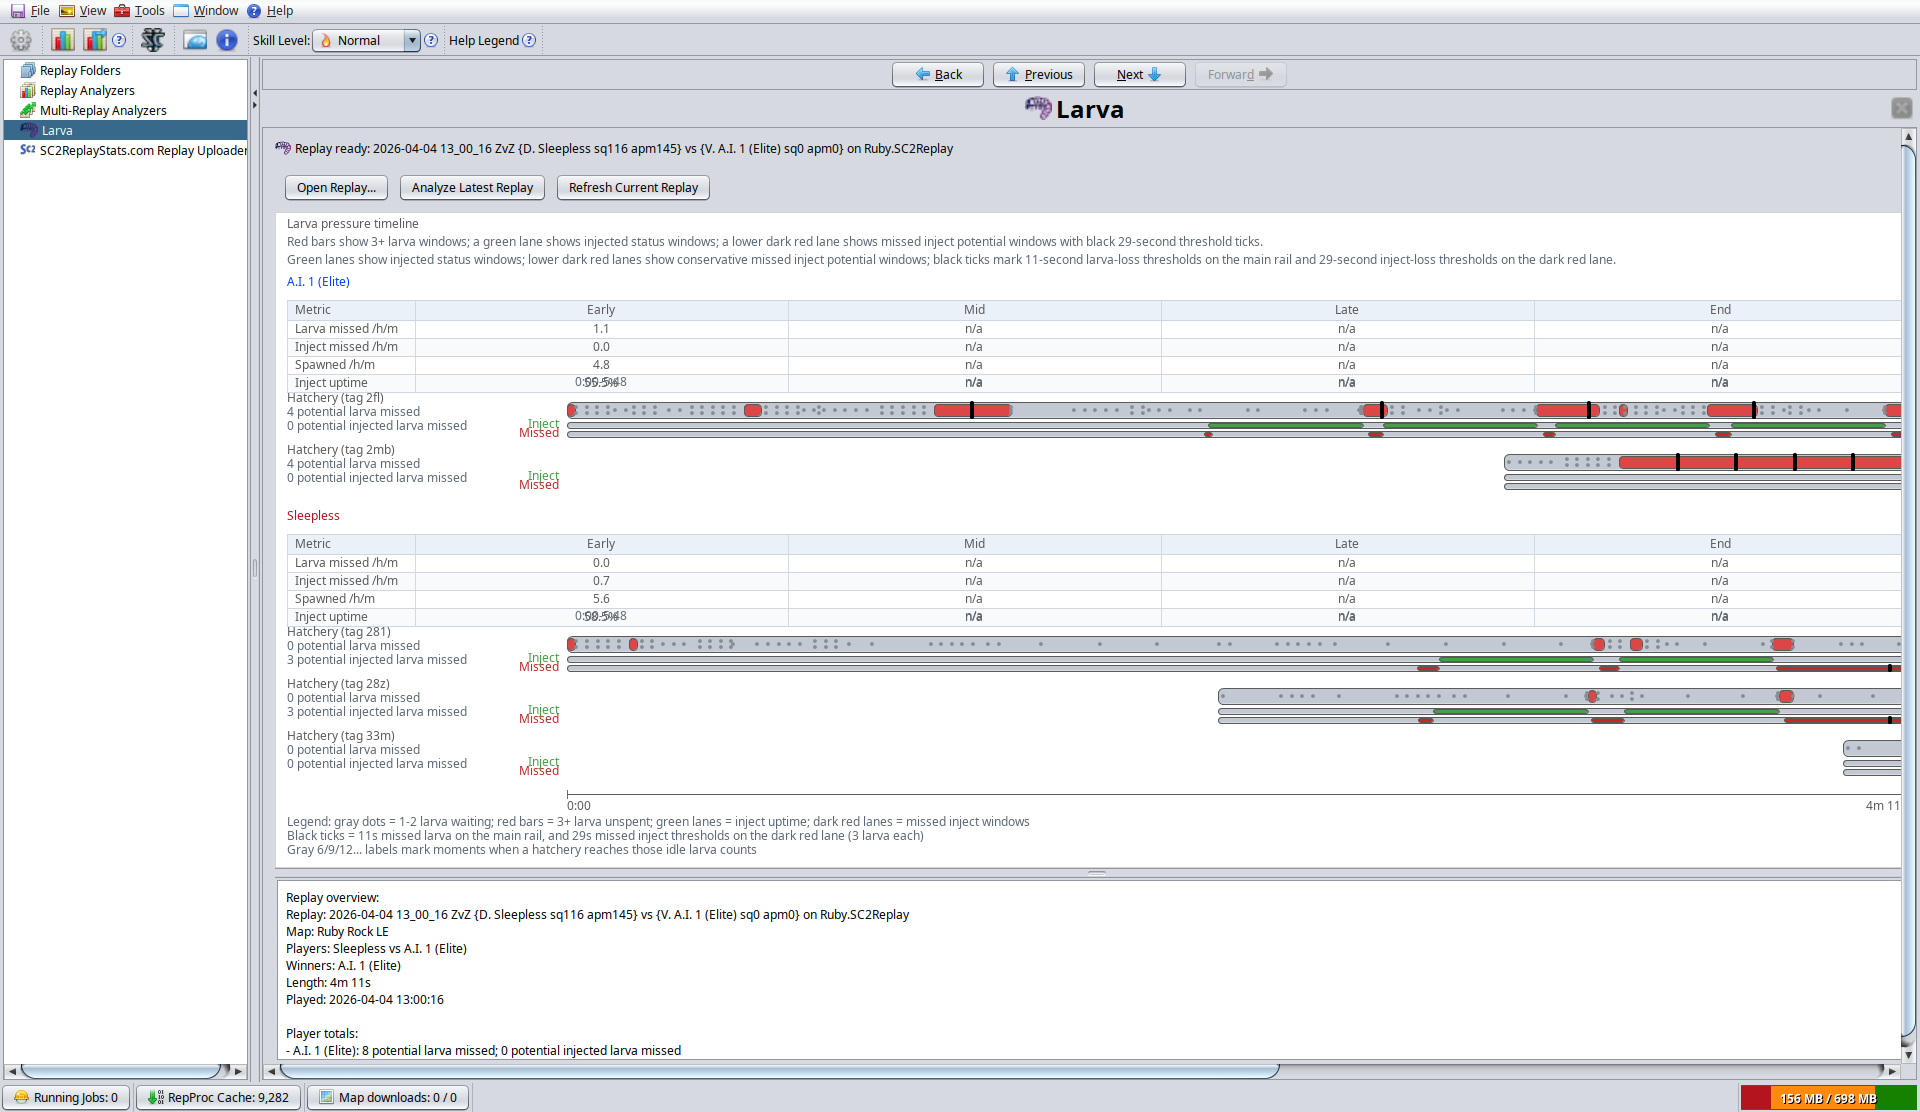 File View Tools Window Help
Skill Level: Normal Help Legend
Replay Folders
Replay Analyzers
Multi-Replay Analyzers
Larva
SC2 SC2ReplayStats.com Replay Uploader
Back Previous Next Forward
Larva
Replay ready: 2026-04-04 13_00_16 ZvZ {D. Sleepless sq116 apm145} vs {V. A.I. 1 (Elite) sq0 apm0} on Ruby.SC2Replay
Open Replay... Analyze Latest Replay Refresh Current Replay
Larva pressure timeline
Red bars show 3+ larva windows; a green lane shows injected status windows; a lower dark red lane shows missed inject potential windows with black 29-second threshold ticks.
Green lanes show injected status windows; lower dark red lanes show conservative missed inject potential windows; black ticks mark 11-second larva-loss thresholds on the main rail and 29-second inject-loss thresholds on the dark red lane.
A.I. 1 (Elite)
Metric Early Mid Late End
Larva missed /h/m 1.1 n/a n/a n/a
Inject missed /h/m 0.0 n/a n/a n/a
Spawned /h/m 4.8 n/a n/a n/a
Inject uptime n/a n/a n/a
Hatchery (tag 2fl)
4 potential larva missed
0 potential injected larva missed Inject
Missed
Hatchery (tag 2mb)
4 potential larva missed
0 potential injected larva missed Inject
Missed
Sleepless
Metric Early Mid Late End
Larva missed /h/m 0.0 n/a n/a n/a
Inject missed /h/m 0.7 n/a n/a n/a
Spawned /h/m 5.6 n/a n/a n/a
Inject uptime n/a n/a n/a
Hatchery (tag 281)
0 potential larva missed
3 potential injected larva missed Inject
Missed
Hatchery (tag 28z)
0 potential larva missed
3 potential injected larva missed Inject
Missed
Hatchery (tag 33m)
0 potential larva missed
0 potential injected larva missed Inject
Missed
0:00 4m 11
Legend: gray dots = 1-2 larva waiting; red bars = 3+ larva unspent; green lanes = inject uptime; dark red lanes = missed inject windows
Black ticks = 11s missed larva on the main rail, and 29s missed inject thresholds on the dark red lane (3 larva each)
Gray 6/9/12... labels mark moments when a hatchery reaches those idle larva counts
Replay overview:
Replay: 2026-04-04 13_00_16 ZvZ {D. Sleepless sq116 apm145} vs {V. A.I. 1 (Elite) sq0 apm0} on Ruby.SC2Replay
Map: Ruby Rock LE
Players: Sleepless vs A.I. 1 (Elite)
Winners: A.I. 1 (Elite)
Length: 4m 11s
Played: 2026-04-04 13:00:16
Player totals:
- A.I. 1 (Elite): 8 potential larva missed; 0 potential injected larva missed
Running Jobs: 0 RepProc Cache: 9,282 Map downloads: 0 / 0 156 MB / 698 MB